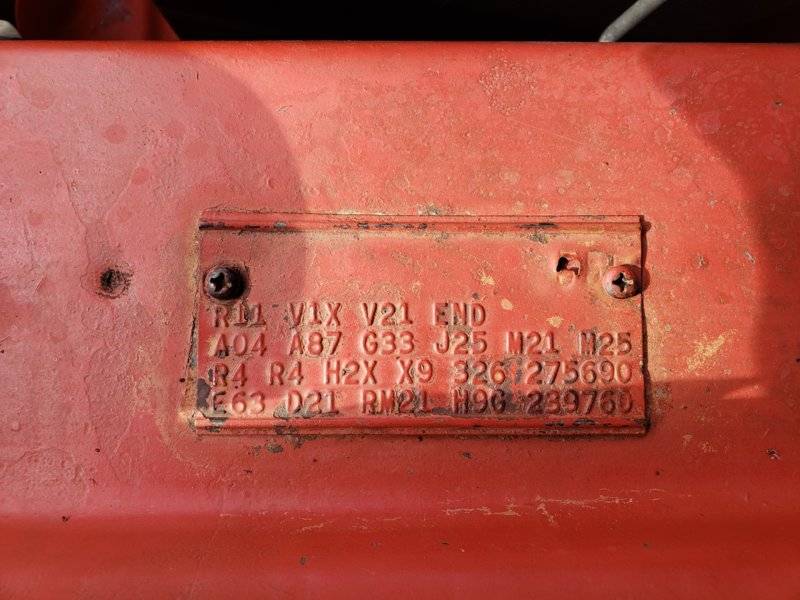 R11 V1X V21 END
A04 A87 G33 J25 M21 M25
R4 R4 H2X X9 326 275690
E63 D21 RM21 M9G 239760